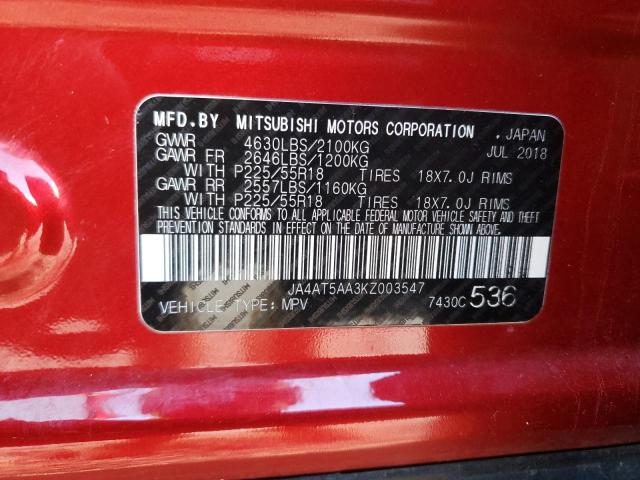 MFD.BY MITSUBISHI MOTORS CORPORATION , JAPAN
GVWR 4630LBS/2100KG JUL 2018
GAWR FR 2646LBS/1200KG
WITH P225/55R18 TIRES 18X7.0J RIMS
GAWR RR 2557LBS/1160KG
WITH P225/55R18 TIRES 18X7.0J RIMS
THIS VEHICLE CONFORMS TO ALL APPLICABLE FEDERAL MOTOR VEHICLE SAFETY AND THEFT
PREVENTION STANDARDS IN EFFECT ON THE DATE OF MANUFACTURE SHOWN ABOVE.
JA4AT5AA3KZ003547
VEHICLE TYPE: MPV 7430C 536